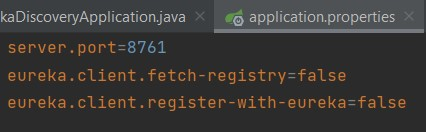 kaDiscoveryApplication.java × application.properties ×
server.port=8761
eureka.client.fetch-registry=false
eureka.client.register-with-eureka=false